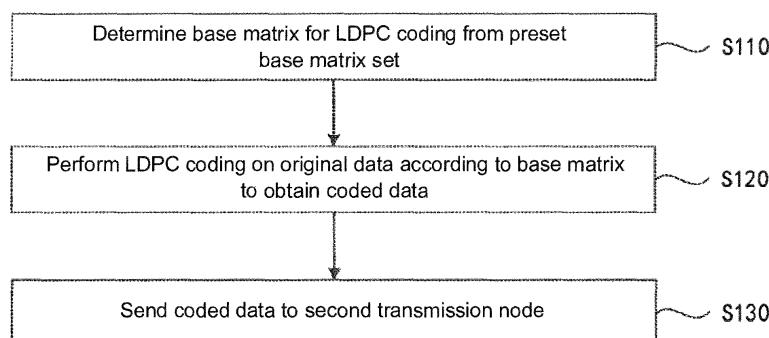 Determine base matrix for LDPC coding from preset
base matrix set
S110
Perform LDPC coding on original data according to base matrix
to obtain coded data
S120
Send coded data to second transmission node
S130